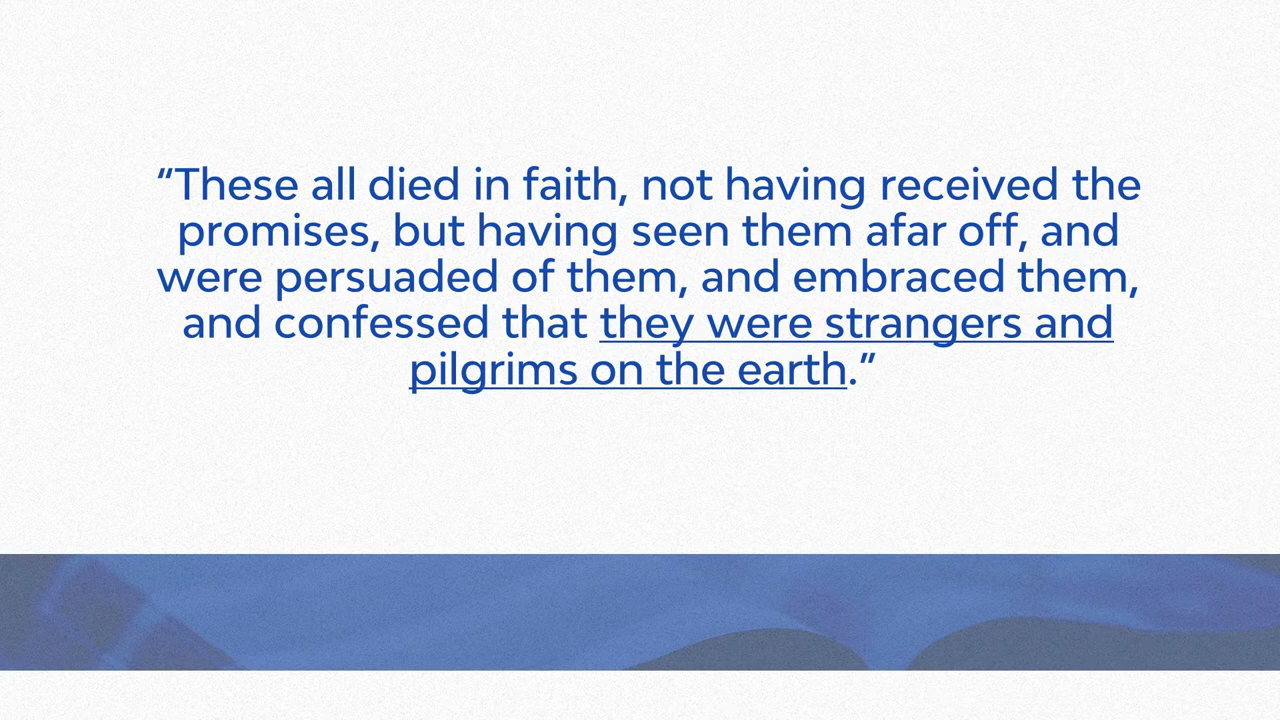 “These all died in faith, not having received the
promises, but having seen them afar off, and
were persuaded of them, and embraced them,
and confessed that they were strangers and
pilgrims on the earth.”